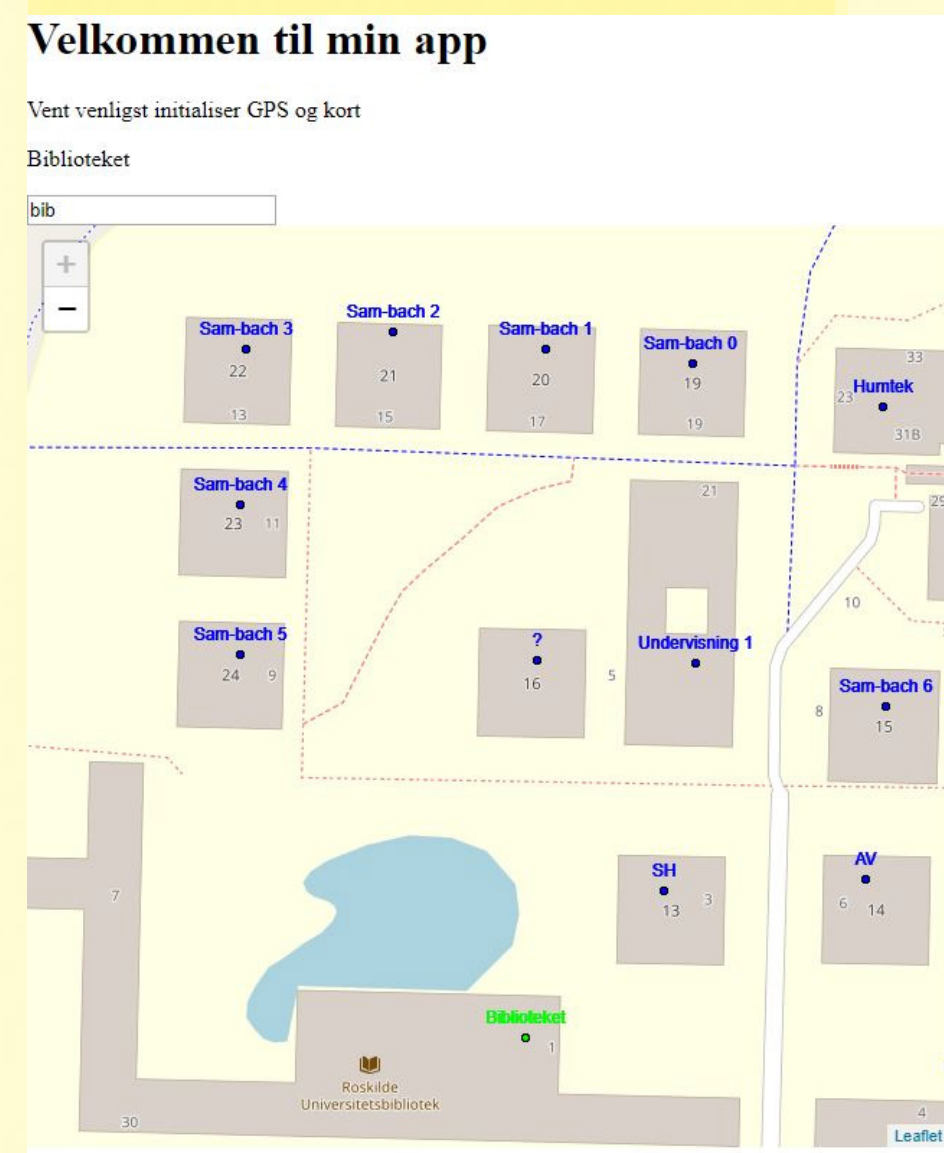 Velkommen til min app
Vent venligst initialiser GPS og kort
Biblioteket
bib
+
−
Sam-bach 3
22
13
Sam-bach 2
21
15
Sam-bach 1
20
17
Sam-bach 0
19
19
33
23
Humtek
31B
Sam-bach 4
23
11
21
29
10
Sam-bach 5
24
9
?
16
5
Undervisning 1
8
Sam-bach 6
15
7
SH
13
3
AV
6
14
Biblioteket
1
Roskilde
Universitetsbibliotek
30
4
Leaflet